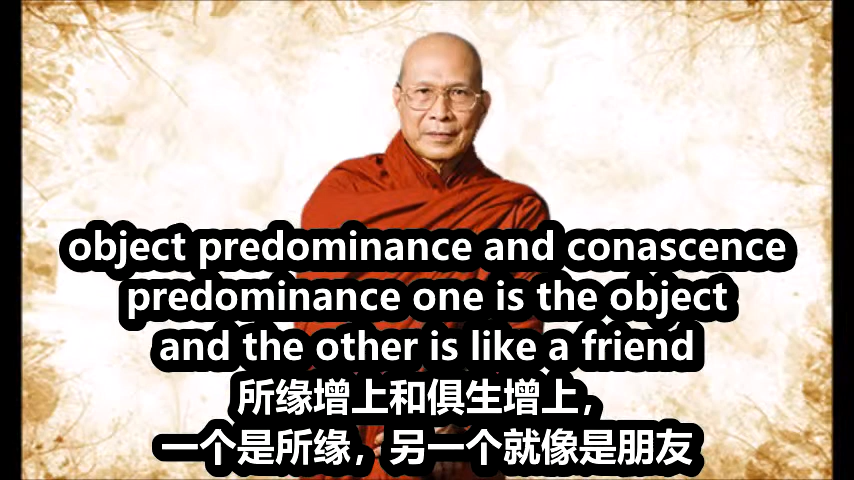 object predominance and conascence
predominance one is the object
and the other is like a friend
所缘增上和俱生增上，
一个是所缘，另一个就像是朋友